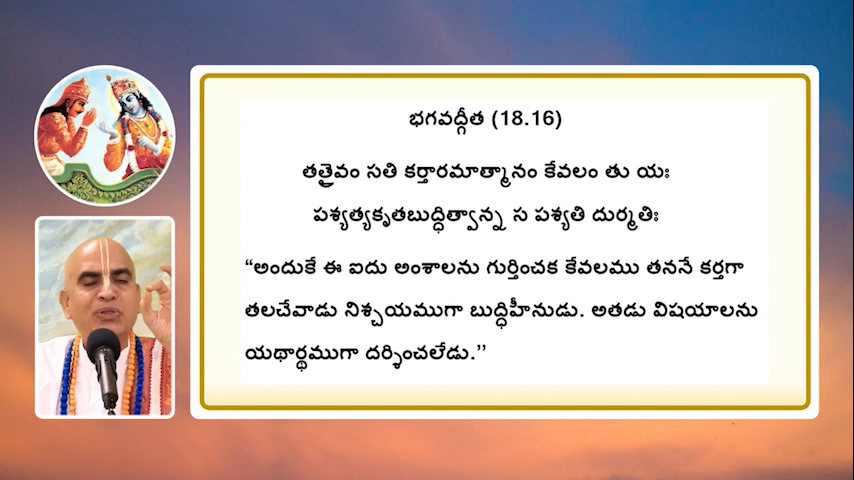 భగవద్గీత (18.16)
తత్రైవం సతి కర్తారమాత్మానం కేవలం తు యః
పశ్యత్యకృతబుద్ధిత్వాన్న స పశ్యతి దుర్మతిః
“అందుకే ఈ ఐదు అంశాలను గుర్తించక కేవలము తననే కర్తగా
తలచేవాడు నిశ్చయముగా బుద్ధిహీనుడు. అతడు విషయాలను
యథార్థముగా దర్శించలేడు.’’